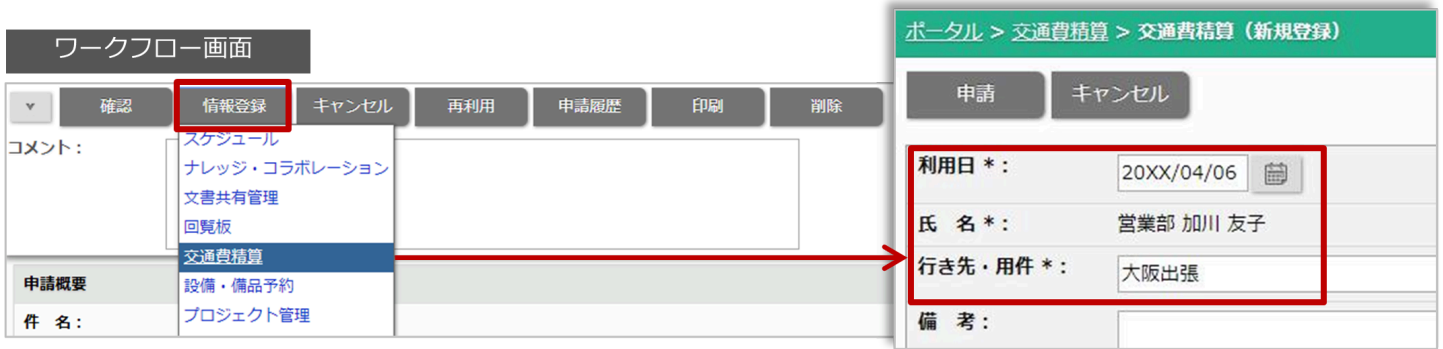 ワークフロー画面
確認 情報登録 キャンセル 再利用 申請履歴 印刷 削除
コメント：
スケジュール
ナレッジ・コラボレーション
文書共有管理
回覧板
交通費精算
設備・備品予約
プロジェクト管理
申請概要
件 名：
ポータル > 交通費精算 > 交通費精算（新規登録）
申請 キャンセル
利用日 *： 20XX/04/06
氏 名 *： 営業部 加川 友子
行き先・用件 *： 大阪出張
備 考：